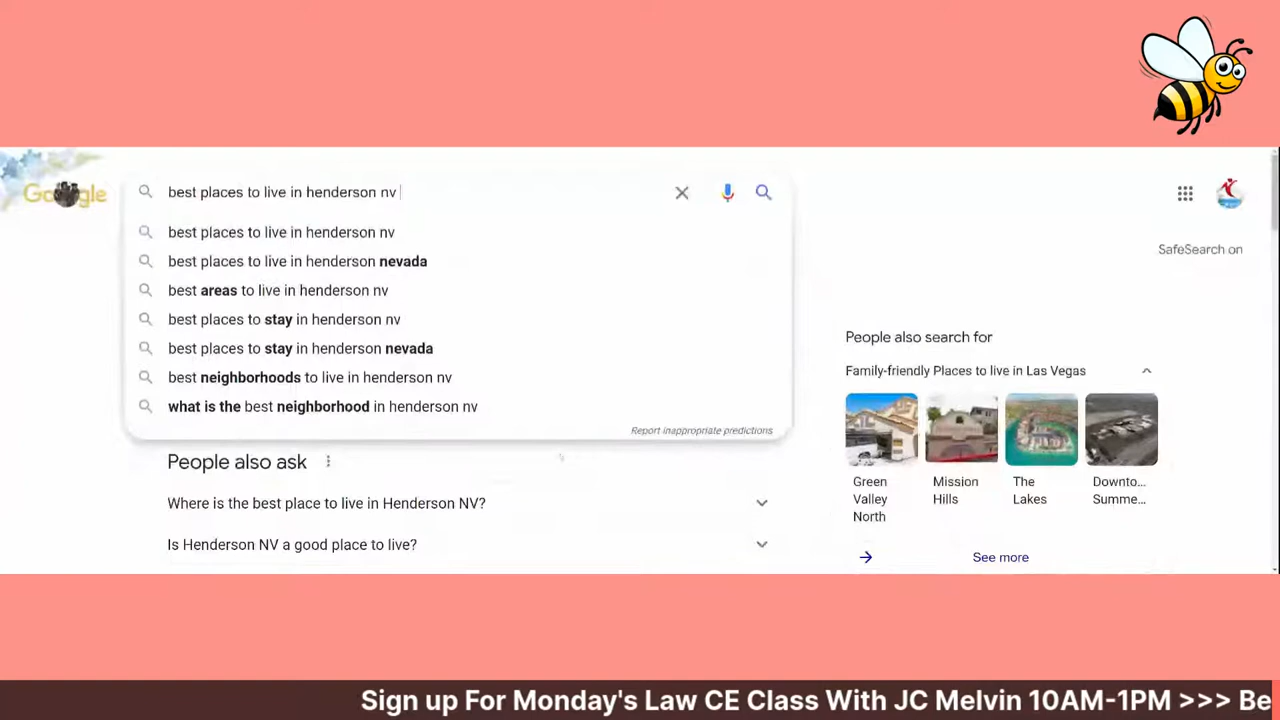 Google
best places to live in henderson nv
best places to live in henderson nv
best places to live in henderson nevada
best areas to live in henderson nv
best places to stay in henderson nv
best places to stay in henderson nevada
best neighborhoods to live in henderson nv
what is the best neighborhood in henderson nv
Report inappropriate predictions
SafeSearch on
People also ask
Where is the best place to live in Henderson NV?
Is Henderson NV a good place to live?
People also search for
Family-friendly Places to live in Las Vegas
Green
Valley
North
Mission
Hills
The
Lakes
Downto...
Summe...
See more
Sign up For Monday's Law CE Class With JC Melvin 10AM-1PM >>> Be